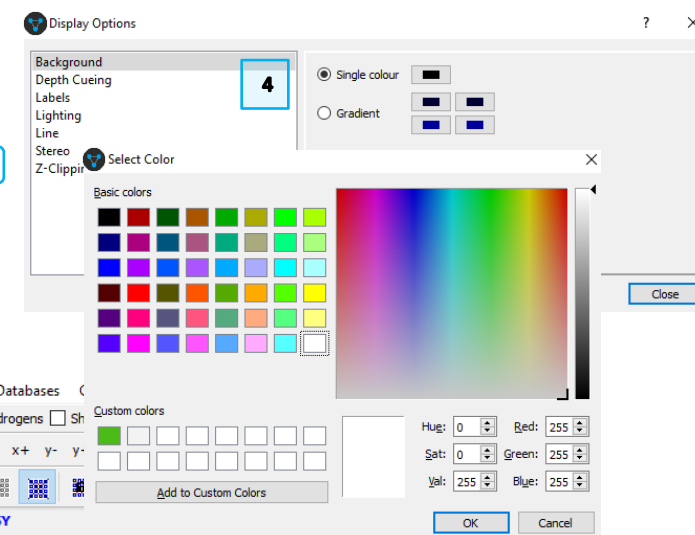 Display Options ? ×
Background
Depth Cueing
Labels
Lighting
Line
Stereo
Z-Clippin
4
Single colour
Gradient
Close
Select Color
Basic colors
Custom colors
Add to Custom Colors
Hue: 0 Red: 255
Sat: 0 Green: 255
Val: 255 Blue: 255
OK Cancel
Databases
drogens Sh
x+ y- y-
SY